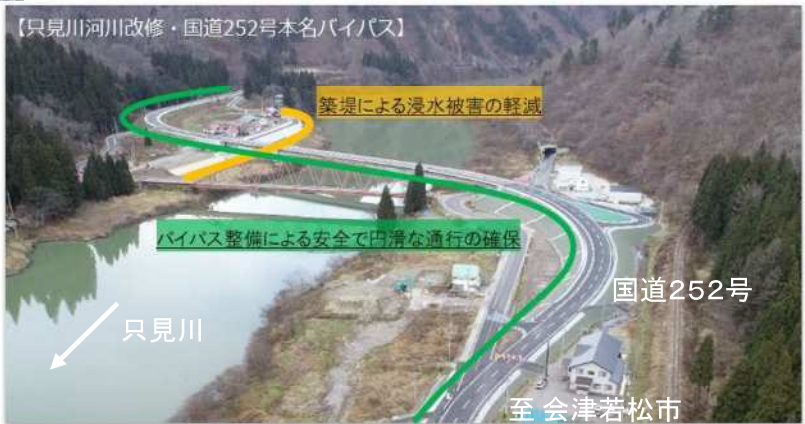 【只見川河川改修・国道252号本名バイパス】
築堤による浸水被害の軽減
バイパス整備による安全で円滑な通行の確保
国道252号
只見川
至 会津若松市